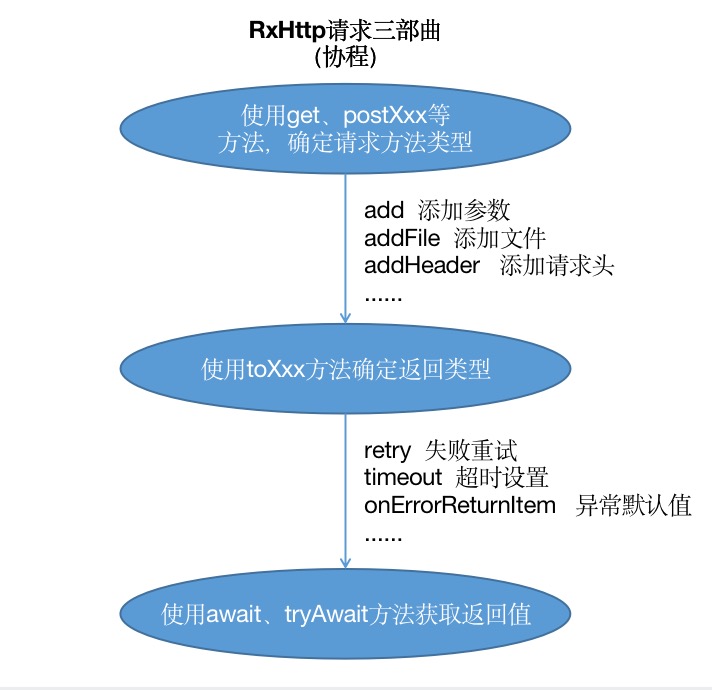 RxHttp请求三部曲
(协程)
使用get、postXxx等
方法，确定请求方法类型
add 添加参数
addFile 添加文件
addHeader 添加请求头
......
使用toXxx方法确定返回类型
retry 失败重试
timeout 超时设置
onErrorReturnItem 异常默认值
......
使用await、tryAwait方法获取返回值